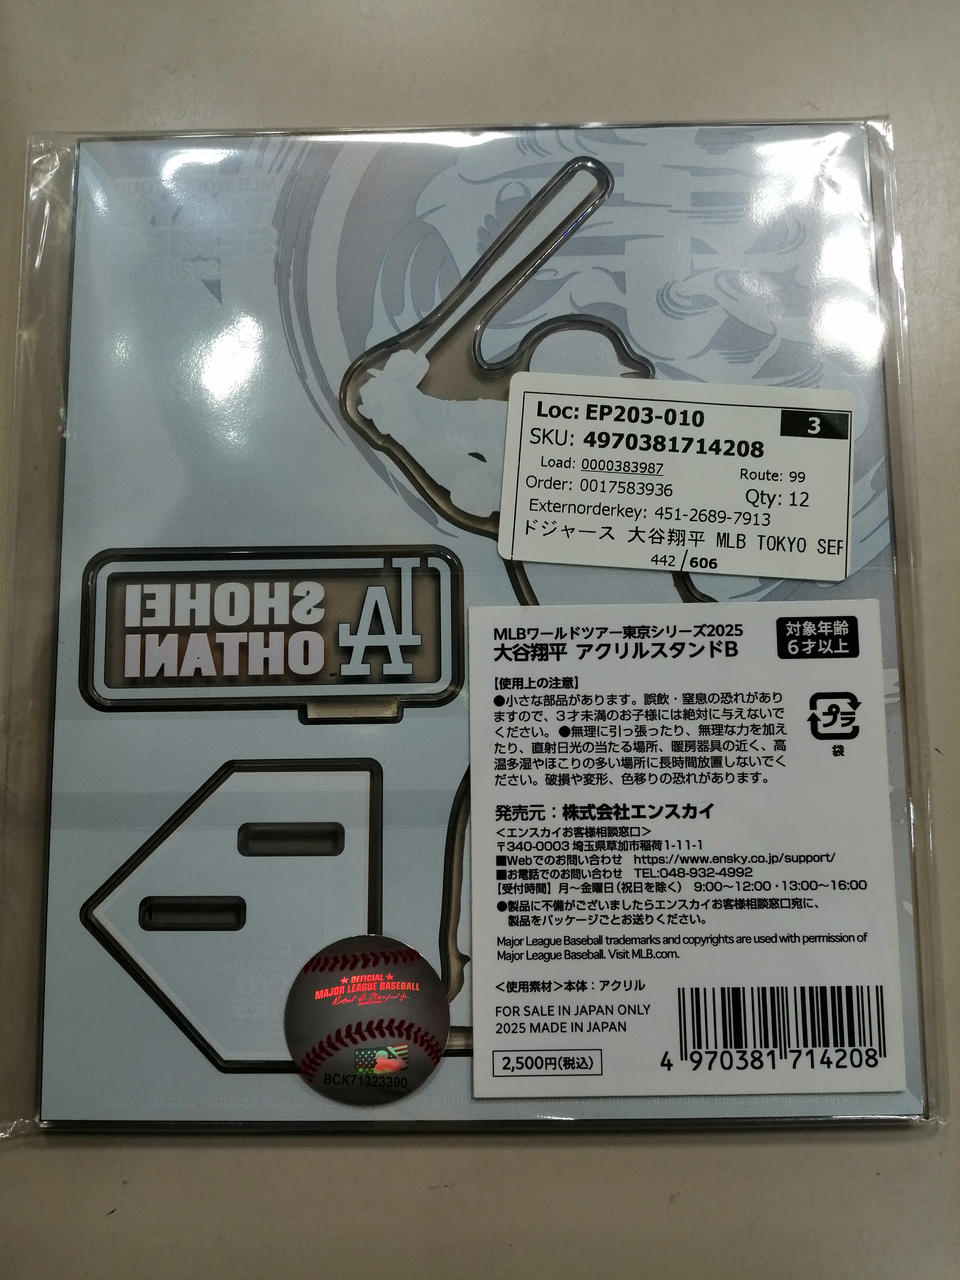 Loc: EP203-010
3
SKU: 4970381714208
Load: 0000383987
Route: 99
Order: 0017583936
Qty: 12
Externorderkey: 451-2689-7913
ドジャース 大谷翔平 MLB TOKYO SER
442 / 606
SHOHEI
OHTANI
LA
MLBワールドツアー東京シリーズ2025
大谷翔平 アクリルスタンドB
対象年齢
6才以上
【使用上の注意】
●小さな部品があります。誤飲・窒息の恐れがあり
ますので、3才未満のお子様には絶対に与えないで
ください。●無理に引っ張ったり、無理な力を加え
たり、直射日光の当たる場所、暖房器具の近く、高
温多湿やほこりの多い場所に長時間放置しないでく
ださい。破損や変形、色移りの恐れがあります。
プラ
袋
発売元：株式会社エンスカイ
＜エンスカイお客様相談窓口＞
〒340-0003 埼玉県草加市稲荷1-11-1
■Webでのお問い合わせ https://www.ensky.co.jp/support/
■お電話でのお問い合わせ TEL:048-932-4992
【受付時間】月～金曜日(祝日を除く) 9:00～12:00・13:00～16:00
●製品に不備がございましたらエンスカイお客様相談窓口宛に、
製品をパッケージごとお送りください。
Major League Baseball trademarks and copyrights are used with permission of
Major League Baseball. Visit MLB.com.
＜使用素材＞本体：アクリル
FOR SALE IN JAPAN ONLY
2025 MADE IN JAPAN
2,500円(税込)
4 970381 714208
★ OFFICIAL ★
MAJOR LEAGUE BASEBALL
BCK71323390